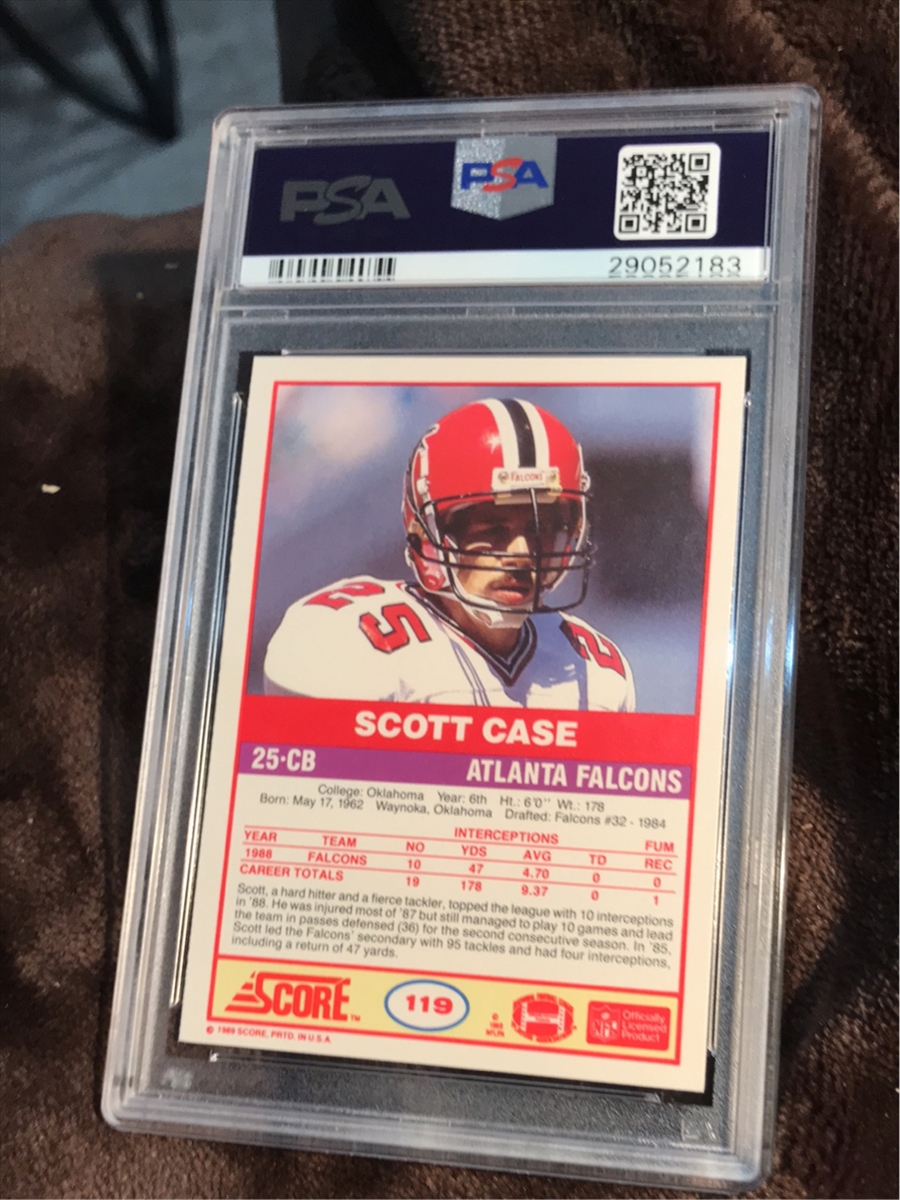 PSA PSA
29052183
FALCONS
25 2
SCOTT CASE
25·CB ATLANTA FALCONS
College: Oklahoma Year: 6th Ht.: 6'0" Wt.: 178
Born: May 17, 1962 Waynoka, Oklahoma Drafted: Falcons #32 - 1984
INTERCEPTIONS FUM
YEAR TEAM NO YDS AVG TD REC
1988 FALCONS 10 47 4.70 0 0
CAREER TOTALS 19 178 9.37 0 1
Scott, a hard hitter and a fierce tackler, topped the league with 10 interceptions
in '88. He was injured most of '87 but still managed to play 10 games and lead
the team in passes defensed (36) for the second consecutive season. In '85,
Scott led the Falcons' secondary with 95 tackles and had four interceptions,
including a return of 47 yards.
SCORE™ 119
NFL Officially
Licensed
Product
© 1989 SCORE, PRTD. IN U.S.A.